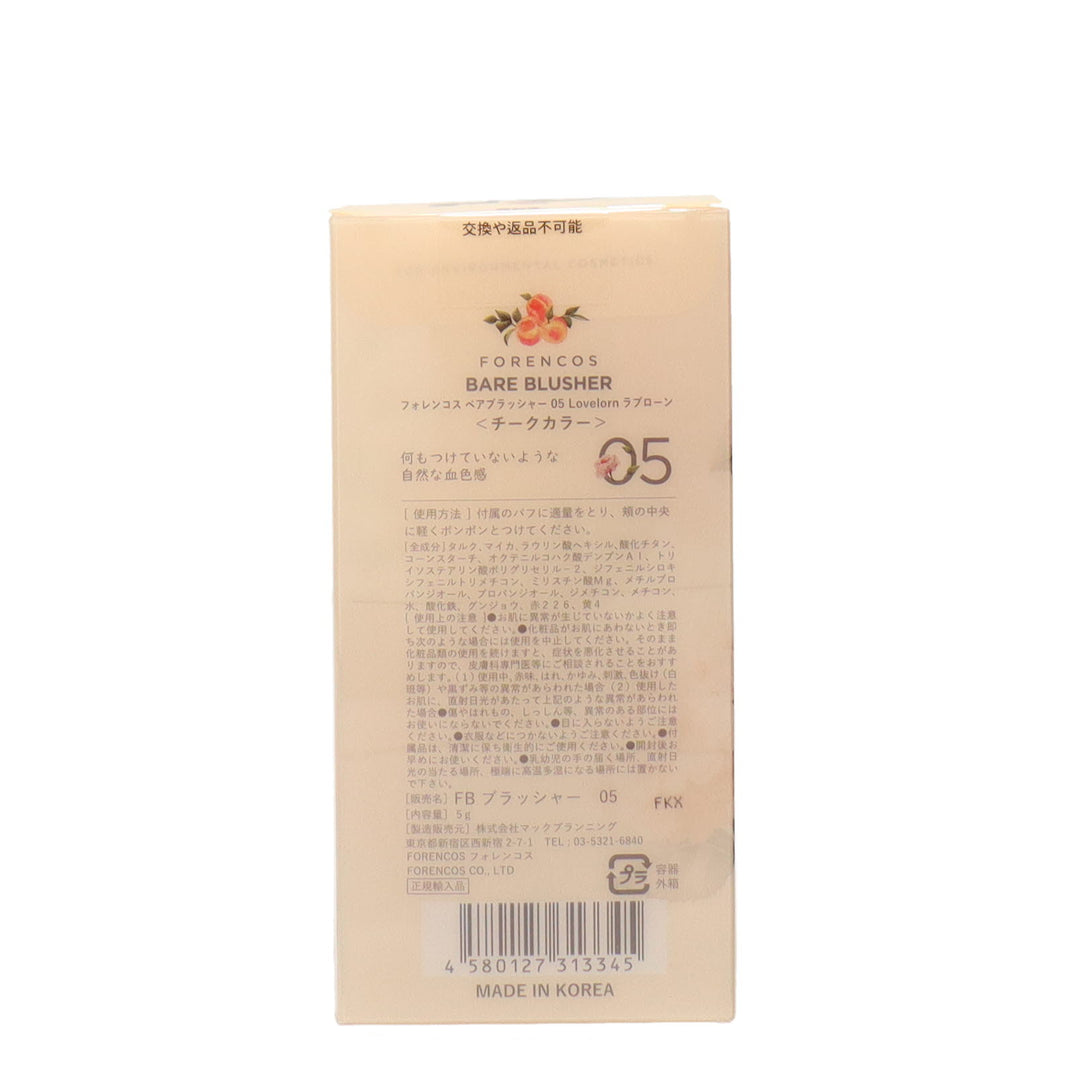 交換や返品不可能
FORENCOS
BARE BLUSHER
フォレンコス ベアブラッシャー 05 Lovelorn ラブローン
＜チークカラー＞
何もつけていないような
自然な血色感
05
[ 使用方法 ] 付属のパフに適量をとり、頬の中央
に軽くポンポンとつけてください。
[全成分]タルク、マイカ、ラウリン酸ヘキシル、酸化チタン、
コーンスターチ、オクテニルコハク酸デンプンAl、トリ
イソステアリン酸ポリグリセリル－2、ジフェニルシロキ
シフェニルトリメチコン、ミリスチン酸Mg、メチルプロ
パンジオール、プロパンジオール、ジメチコン、メチコン、
水、酸化鉄、グンジョウ、赤226、黄4
[ 使用上の注意 ]●お肌に異常が生じていないかよく注意
して使用してください。●化粧品がお肌にあわないとき即
ち次のような場合には使用を中止してください。そのまま
化粧品類の使用を続けますと、症状を悪化させることがあ
りますので、皮膚科専門医等にご相談されることをおすす
めします。（1）使用中、赤味、はれ、かゆみ、刺激、色抜け（白
斑等）や黒ずみ等の異常があらわれた場合（2）使用した
お肌に、直射日光があたって上記のような異常があらわれ
た場合●傷やはれもの、しっしん等、異常のある部位には
お使いにならないでください。●目に入らないようご注意
ください。●衣服などにつかないようご注意ください。●付
属品は、清潔に保ち衛生的にご使用ください。●開封後お
早めにお使いください。●乳幼児の手の届く場所、直射日
光の当たる場所、極端に高温多湿になる場所には置かない
で下さい。
[販売名] FB ブラッシャー 05
FKX
[内容量] 5g
[製造販売元] 株式会社マックプランニング
東京都新宿区西新宿 2-7-1 TEL ; 03-5321-6840
FORENCOS フォレンコス
FORENCOS CO., LTD
正規輸入品
プラ
容器
外箱
4 580127 313345
MADE IN KOREA